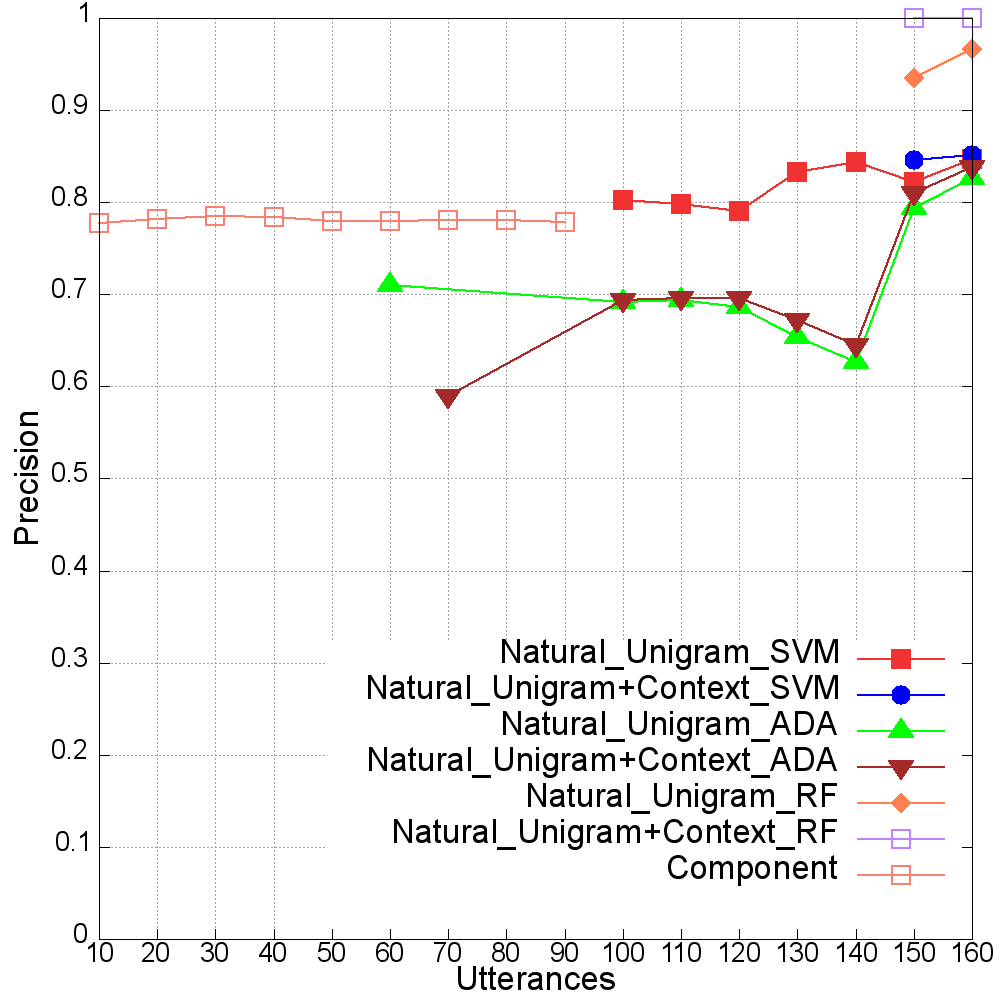 1
0.9
0.8
0.7
0.6
0.5
0.4
0.3
0.2
0.1
0
Precision
10 20 30 40 50 60 70 80 90 100 110 120 130 140 150 160
Utterances
Natural_Unigram_SVM
Natural_Unigram+Context_SVM
Natural_Unigram_ADA
Natural_Unigram+Context_ADA
Natural_Unigram_RF
Natural_Unigram+Context_RF
Component